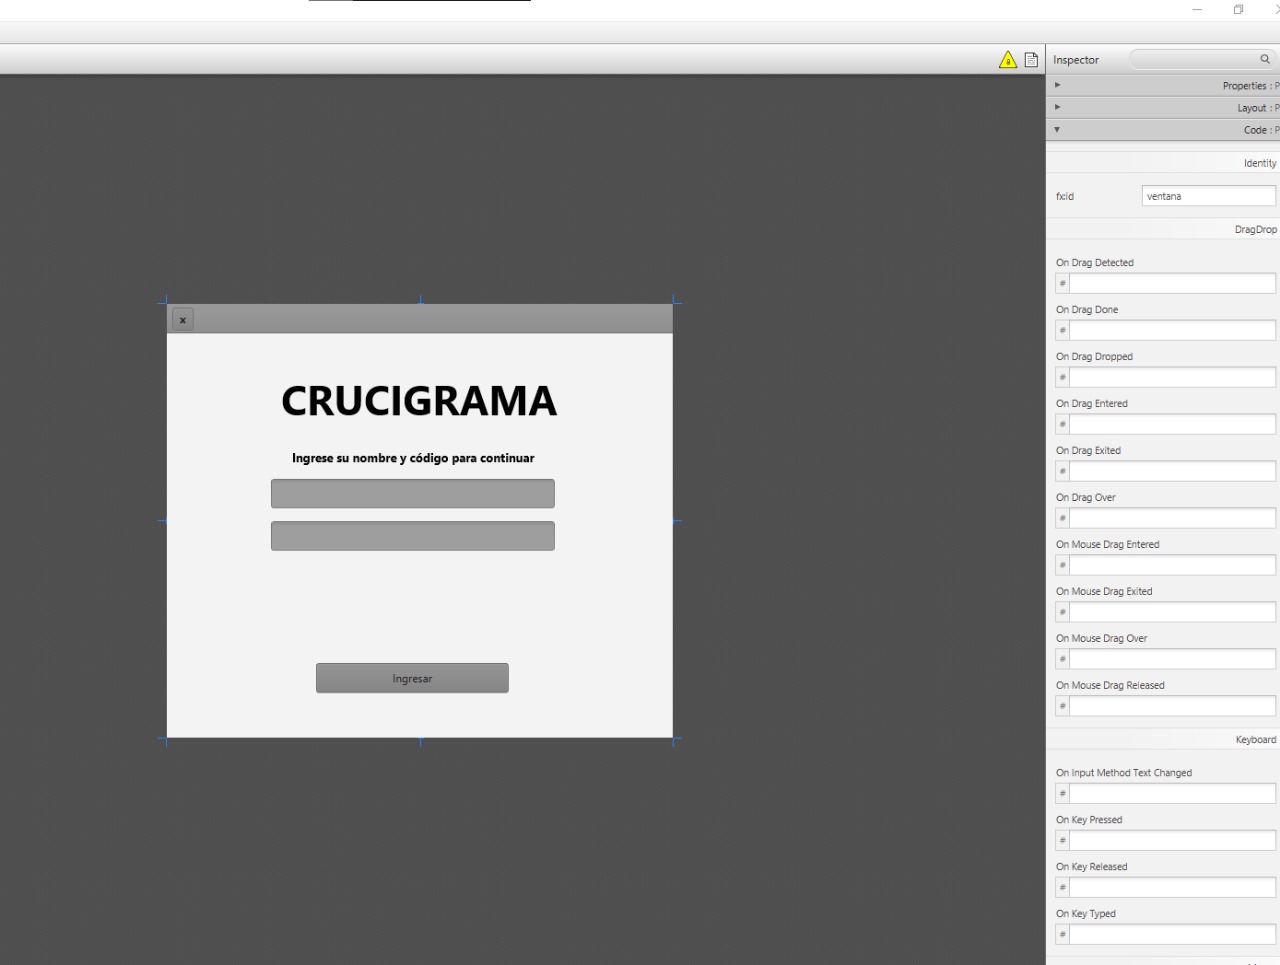 Inspector
Properties : P
Layout : P
Code : P
Identity
fx:id
ventana
DragDrop
On Drag Detected
#
On Drag Done
#
On Drag Dropped
#
On Drag Entered
#
On Drag Exited
#
On Drag Over
#
On Mouse Drag Entered
#
On Mouse Drag Exited
#
On Mouse Drag Over
#
On Mouse Drag Released
#
Keyboard
On Input Method Text Changed
#
On Key Pressed
#
On Key Released
#
On Key Typed
#
x
CRUCIGRAMA
Ingrese su nombre y código para continuar
Ingresar